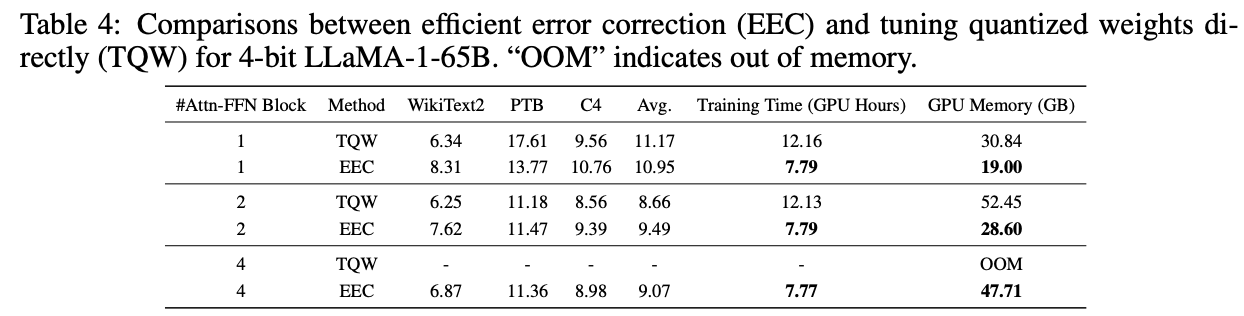 Table 4: Comparisons between efficient error correction (EEC) and tuning quantized weights di-
rectly (TQW) for 4-bit LLaMA-1-65B. “OOM” indicates out of memory.
#Attn-FFN Block Method WikiText2 PTB C4 Avg. Training Time (GPU Hours) GPU Memory (GB)
1 TQW 6.34 17.61 9.56 11.17 12.16 30.84
1 EEC 8.31 13.77 10.76 10.95 7.79 19.00
2 TQW 6.25 11.18 8.56 8.66 12.13 52.45
2 EEC 7.62 11.47 9.39 9.49 7.79 28.60
4 TQW - - - - - OOM
4 EEC 6.87 11.36 8.98 9.07 7.77 47.71